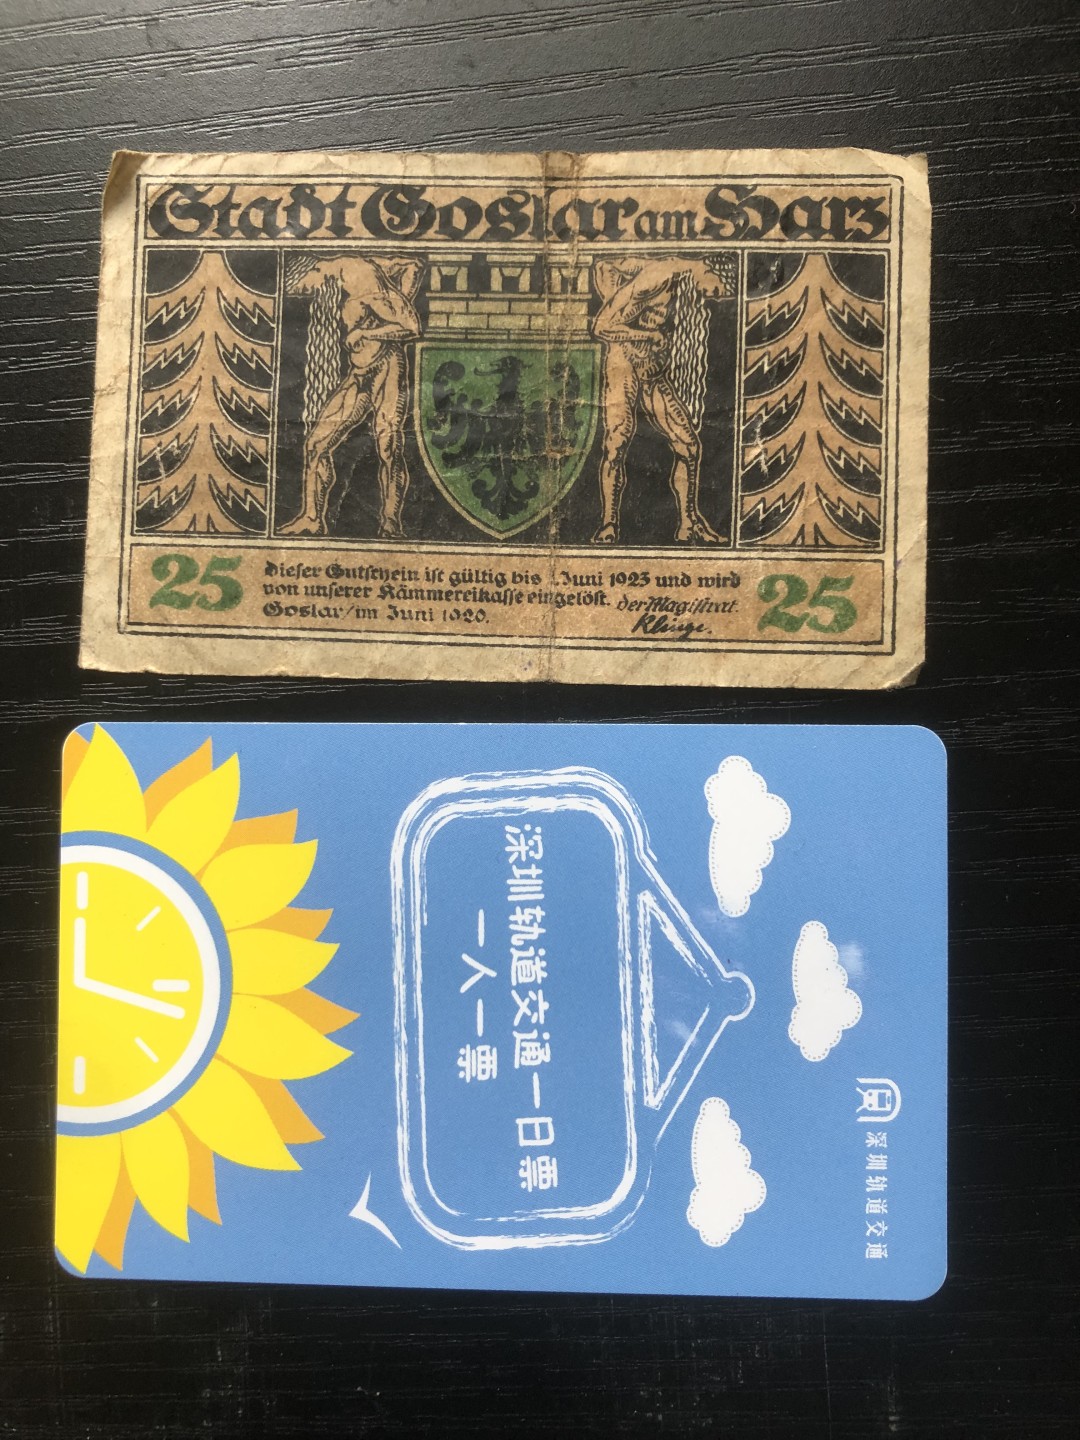 Stadt Goslar am Harz
25
Dieser Gutschein ist gültig bis 1. Juni 1923 und wird
von unserer Kämmereikasse eingelöst. Der Magistrat.
Goslar/im Juni 1920. Klinge.
25
深圳轨道交通
深圳轨道交通一日票
一人一票